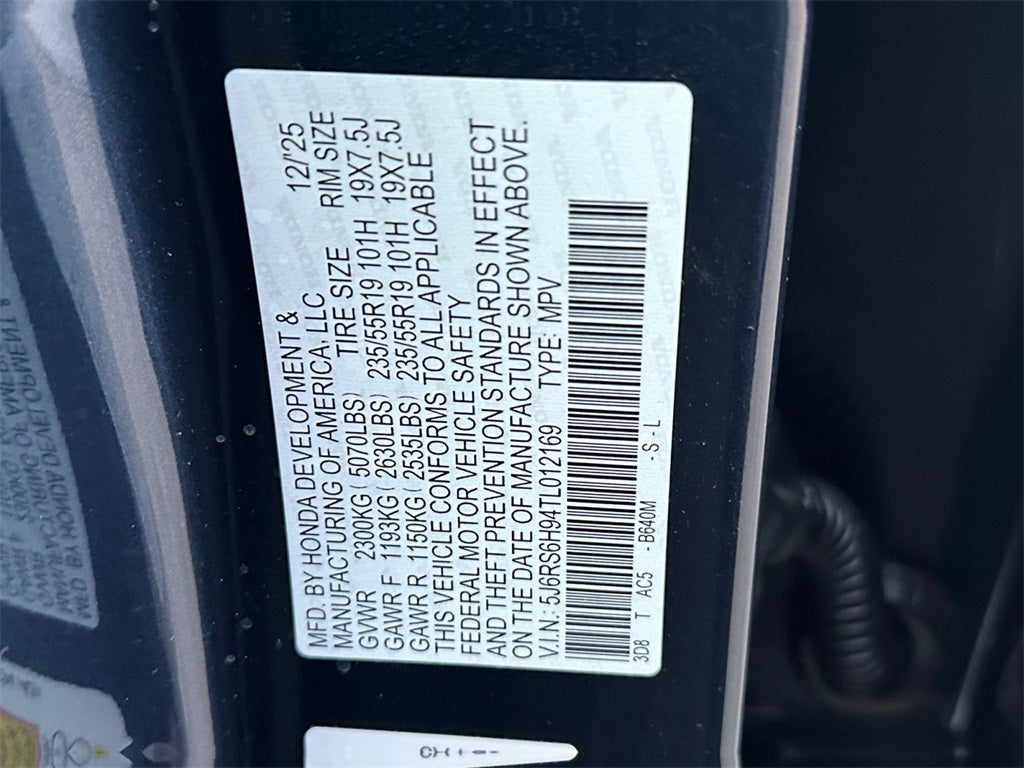 MFD. BY HONDA DEVELOPMENT & 12/'25
MANUFACTURING OF AMERICA, LLC
GVWR 2300KG( 5070LBS) TIRE SIZE RIM SIZE
GAWR F 1193KG( 2630LBS) 235/55R19 101H 19X7.5J
GAWR R 1150KG( 2535LBS) 235/55R19 101H 19X7.5J
THIS VEHICLE CONFORMS TO ALL APPLICABLE
FEDERAL MOTOR VEHICLE SAFETY
AND THEFT PREVENTION STANDARDS IN EFFECT
ON THE DATE OF MANUFACTURE SHOWN ABOVE.
V.I.N.: 5J6RS6H94TL012169 TYPE: MPV
3D8 T AC5 - B640M - S - L